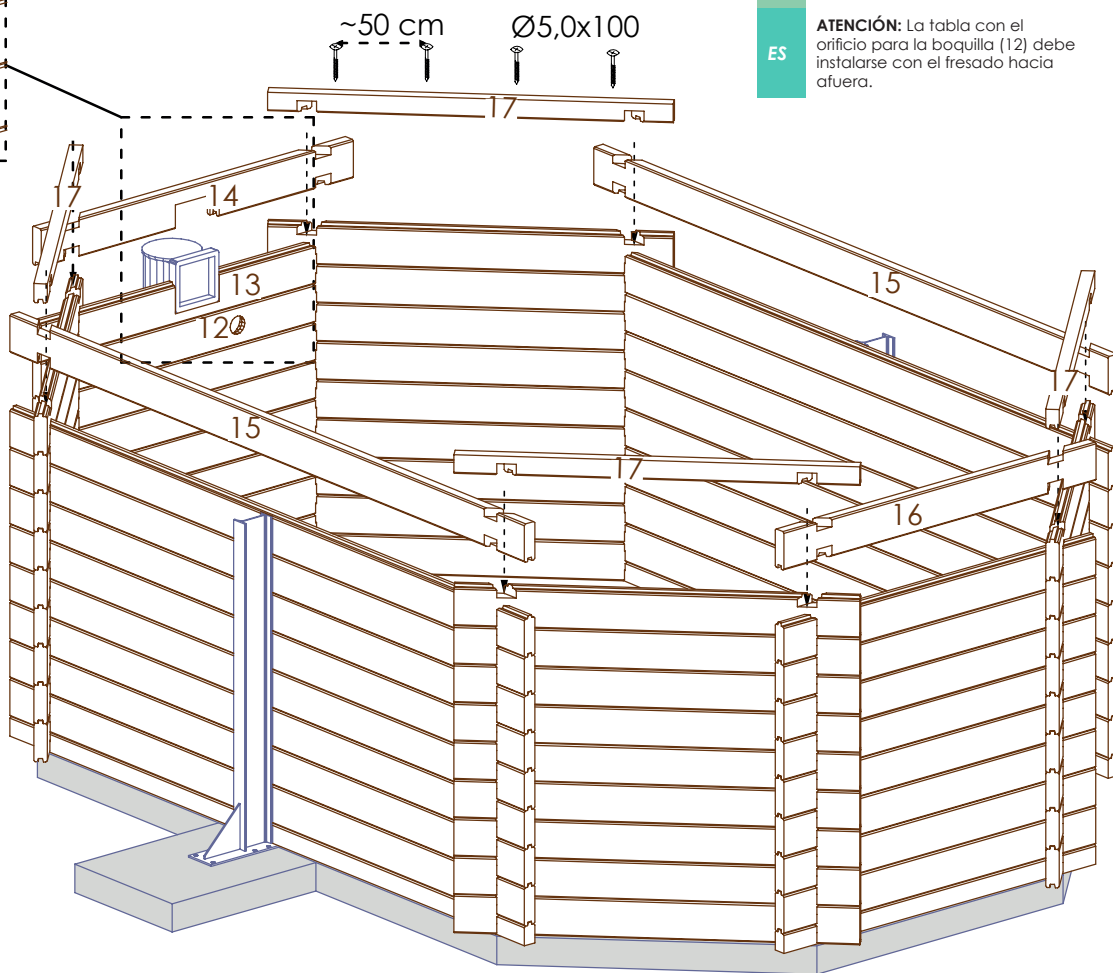 ~50 cm
Ø5,0x100
ES
ATENCIÓN: La tabla con el
orificio para la boquilla (12) debe
instalarse con el fresado hacia
afuera.
17
17
14
13
12
15
15
17
17
16